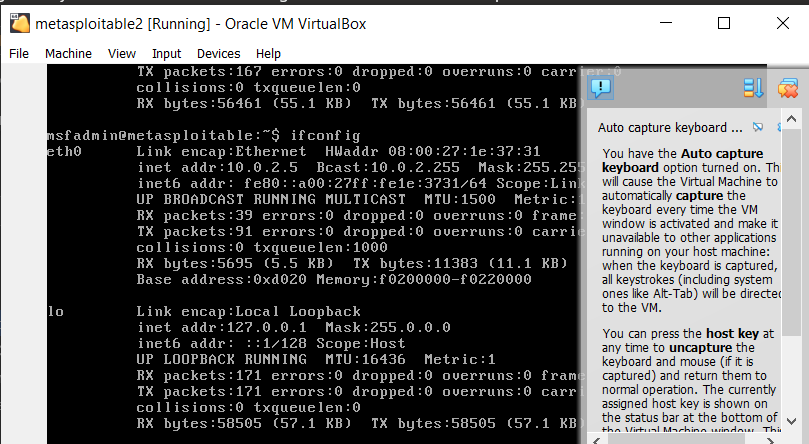 metasploitable2 [Running] - Oracle VM VirtualBox
File Machine View Input Devices Help
TX packets:167 errors:0 dropped:0 overruns:0 carrier:0
collisions:0 txqueuelen:0
RX bytes:56461 (55.1 KB) TX bytes:56461 (55.1 KB)
msfadmin@metasploitable:~$ ifconfig
eth0 Link encap:Ethernet HWaddr 08:00:27:1e:37:31
inet addr:10.0.2.5 Bcast:10.0.2.255 Mask:255.255
inet6 addr: fe80::a00:27ff:fe1e:3731/64 Scope:Link
UP BROADCAST RUNNING MULTICAST MTU:1500 Metric:1
RX packets:39 errors:0 dropped:0 overruns:0 frame:
TX packets:91 errors:0 dropped:0 overruns:0 carrie
collisions:0 txqueuelen:1000
RX bytes:5695 (5.5 KB) TX bytes:11383 (11.1 KB)
Base address:0xd020 Memory:f0200000-f0220000
lo Link encap:Local Loopback
inet addr:127.0.0.1 Mask:255.0.0.0
inet6 addr: ::1/128 Scope:Host
UP LOOPBACK RUNNING MTU:16436 Metric:1
RX packets:171 errors:0 dropped:0 overruns:0 fram
TX packets:171 errors:0 dropped:0 overruns:0 carri
collisions:0 txqueuelen:0
RX bytes:58505 (57.1 KB) TX bytes:58505 (57.1 KB)
Auto capture keyboard ...
You have the Auto capture
keyboard option turned on. Thi
will cause the Virtual Machine to
automatically capture the
keyboard every time the VM
window is activated and make it
unavailable to other applications
running on your host machine:
when the keyboard is captured,
all keystrokes (including system
ones like Alt-Tab) will be directed
to the VM.
You can press the host key at
any time to uncapture the
keyboard and mouse (if it is
captured) and return them to
normal operation. The currently
assigned host key is shown on
the status bar at the bottom of
the Virtual Machine window. This